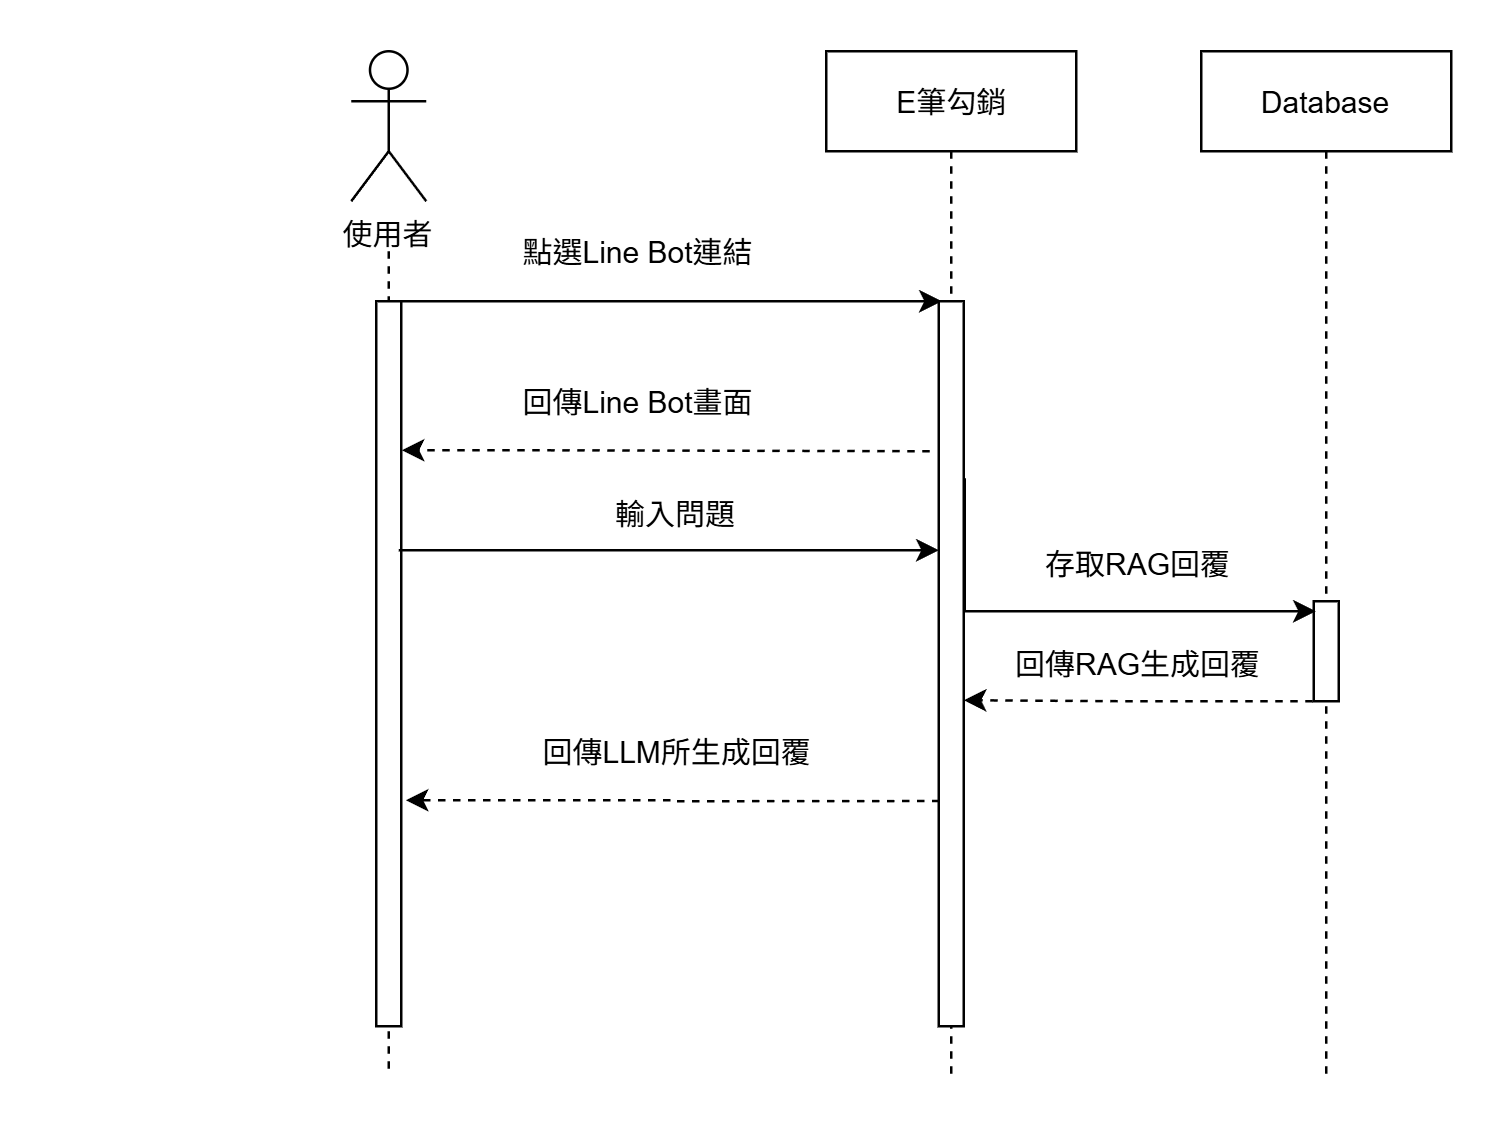 E筆勾銷
Database
使用者
點選Line Bot連結
回傳Line Bot畫面
輸入問題
存取RAG回覆
回傳RAG生成回覆
回傳LLM所生成回覆